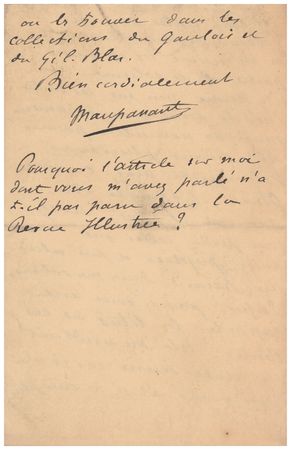 ou les trouver dans les
collections du Gaulois et
du Gil-Blas.
Bien cordialement
Maupassant
Pourquoi l'article sur moi
dont vous m'avez parlé n'a
t-il pas paru dans la
Revue Illustrée ?